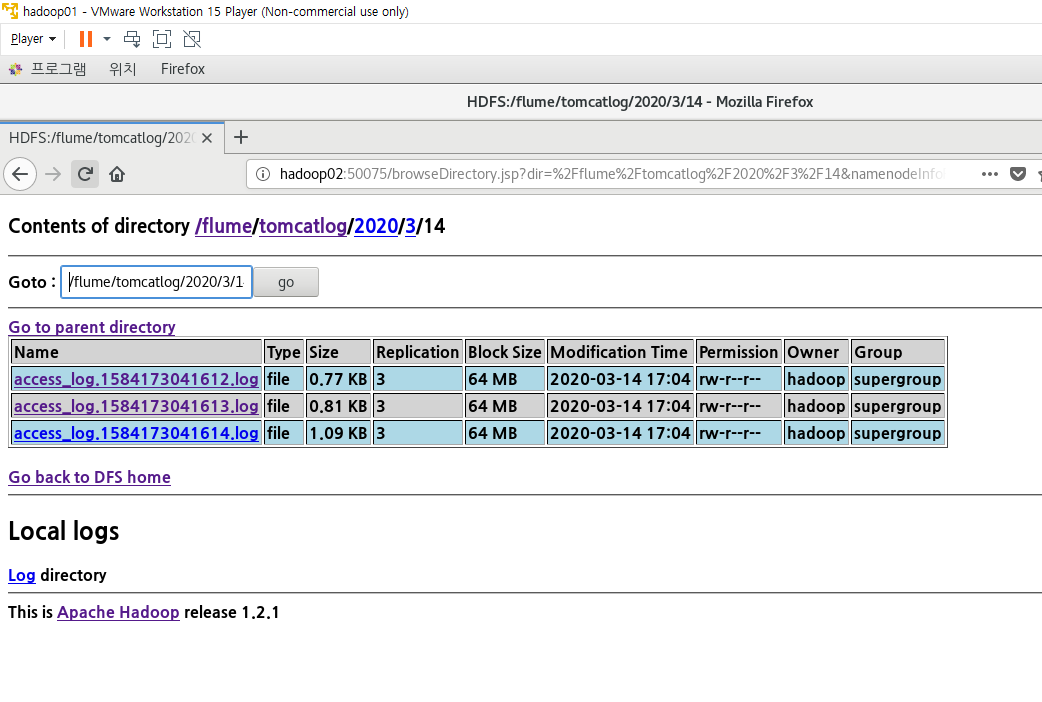 hadoop01 - VMware Workstation 15 Player (Non-commercial use only)
Player
프로그램 위치 Firefox
HDFS:/flume/tomcatlog/2020/3/14 - Mozilla Firefox
HDFS:/flume/tomcatlog/202
hadoop02:50075/browseDirectory.jsp?dir=%2Fflume%2Ftomcatlog%2F2020%2F3%2F14&namenodeInfo
Contents of directory /flume/tomcatlog/2020/3/14
Goto : /flume/tomcatlog/2020/3/1 go
Go to parent directory
Name Type Size Replication Block Size Modification Time Permission Owner Group
access_log.1584173041612.log file 0.77 KB 3 64 MB 2020-03-14 17:04 rw-r--r-- hadoop supergroup
access_log.1584173041613.log file 0.81 KB 3 64 MB 2020-03-14 17:04 rw-r--r-- hadoop supergroup
access_log.1584173041614.log file 1.09 KB 3 64 MB 2020-03-14 17:04 rw-r--r-- hadoop supergroup
Go back to DFS home
Local logs
Log directory
This is Apache Hadoop release 1.2.1